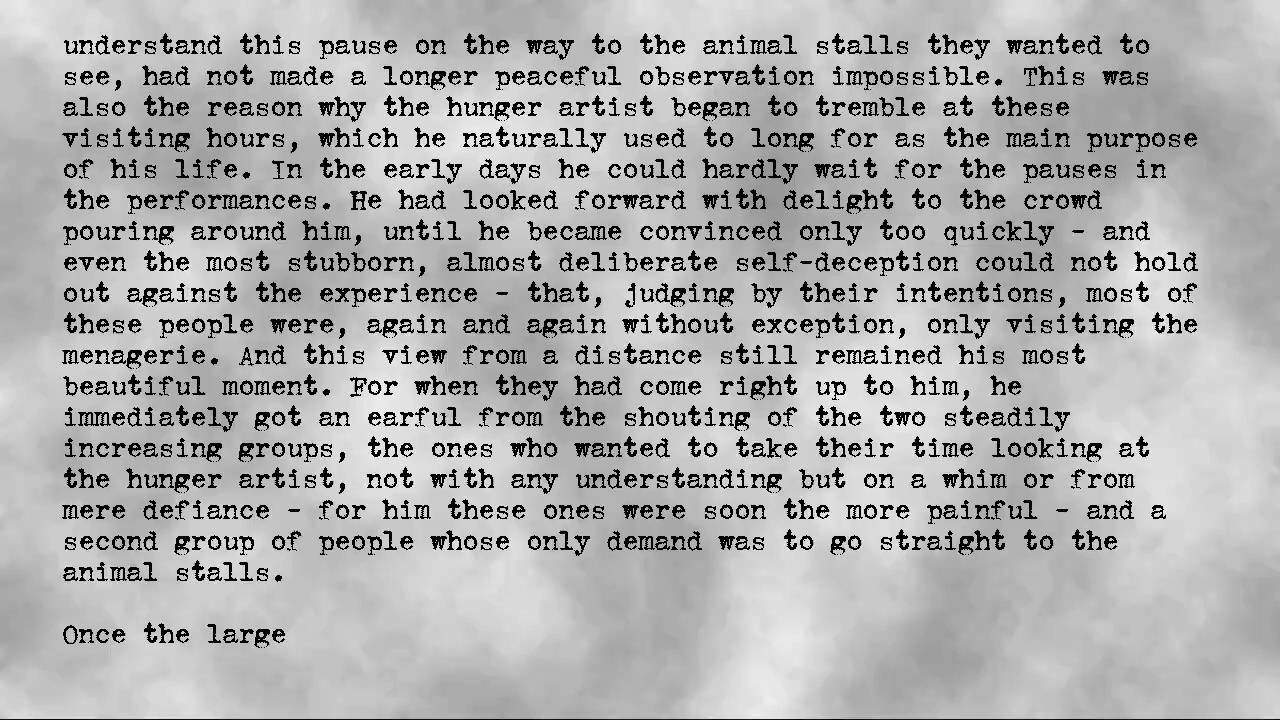 understand this pause on the way to the animal stalls they wanted to
see, had not made a longer peaceful observation impossible. This was
also the reason why the hunger artist began to tremble at these
visiting hours, which he naturally used to long for as the main purpose
of his life. In the early days he could hardly wait for the pauses in
the performances. He had looked forward with delight to the crowd
pouring around him, until he became convinced only too quickly - and
even the most stubborn, almost deliberate self-deception could not hold
out against the experience - that, judging by their intentions, most of
these people were, again and again without exception, only visiting the
menagerie. And this view from a distance still remained his most
beautiful moment. For when they had come right up to him, he
immediately got an earful from the shouting of the two steadily
increasing groups, the ones who wanted to take their time looking at
the hunger artist, not with any understanding but on a whim or from
mere defiance - for him these ones were soon the more painful - and a
second group of people whose only demand was to go straight to the
animal stalls.

Once the large